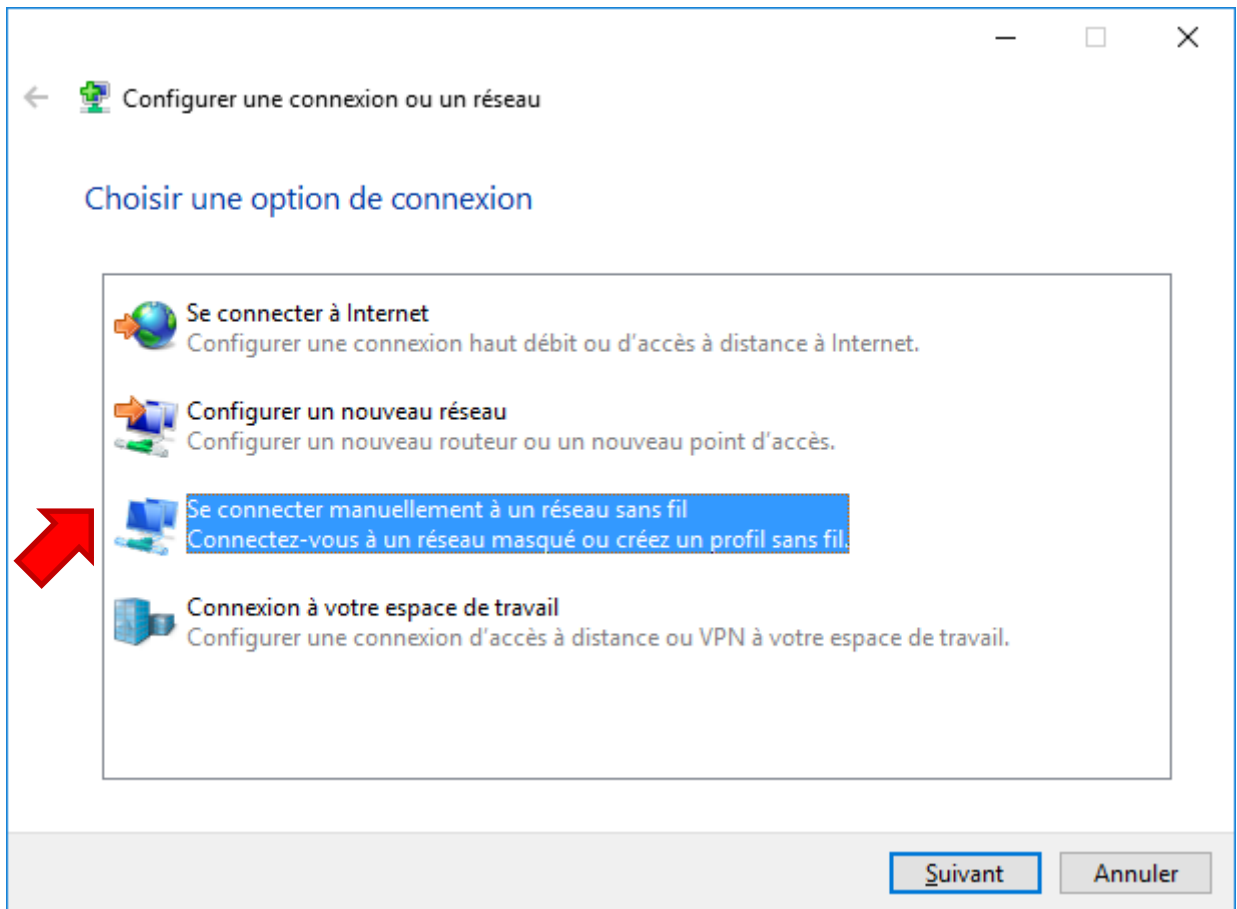 Configurer une connexion ou un réseau
Choisir une option de connexion
Se connecter à Internet
Configurer une connexion haut débit ou d'accès à distance à Internet.
Configurer un nouveau réseau
Configurer un nouveau routeur ou un nouveau point d'accès.
Se connecter manuellement à un réseau sans fil
Connectez-vous à un réseau masqué ou créez un profil sans fil.
Connexion à votre espace de travail
Configurer une connexion d'accès à distance ou VPN à votre espace de travail.
Suivant
Annuler